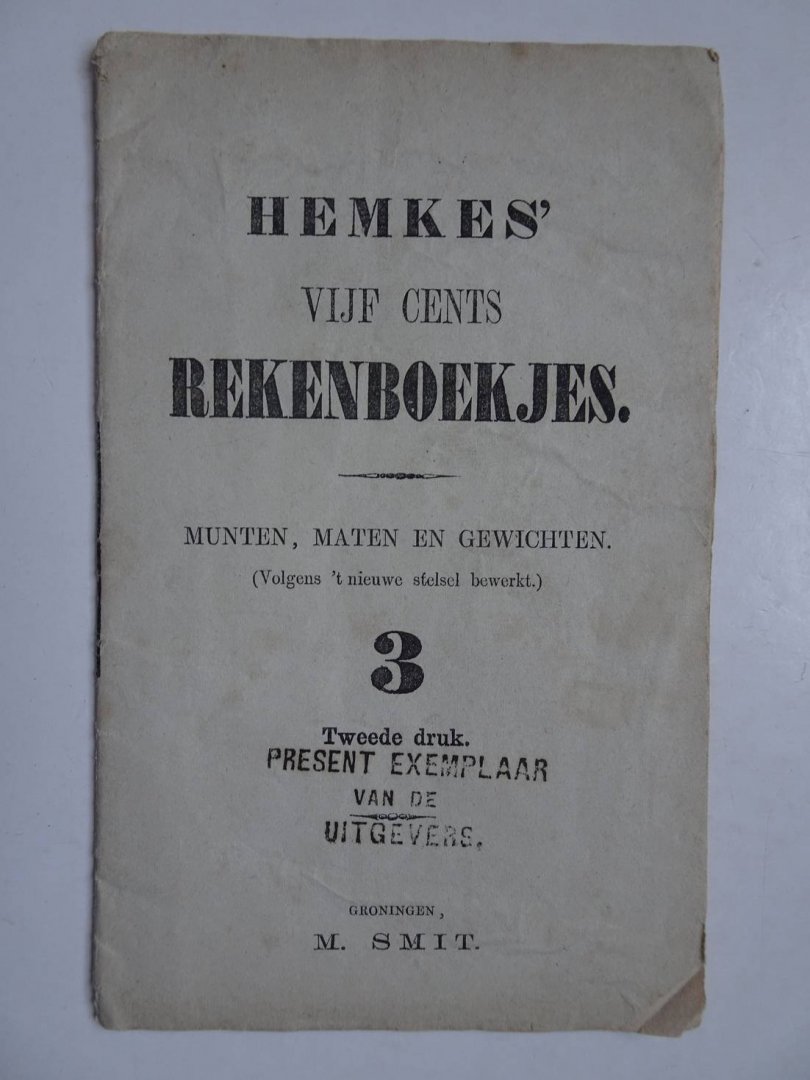 HEMKES'
VIJF CENTS
REKENBOEKJES.
MUNTEN, MATEN EN GEWICHTEN.
(Volgens 't nieuwe stelsel bewerkt.)
3
Tweede druk.
PRESENT EXEMPLAAR
VAN DE
UITGEVERS.
GRONINGEN,
M. SMIT.